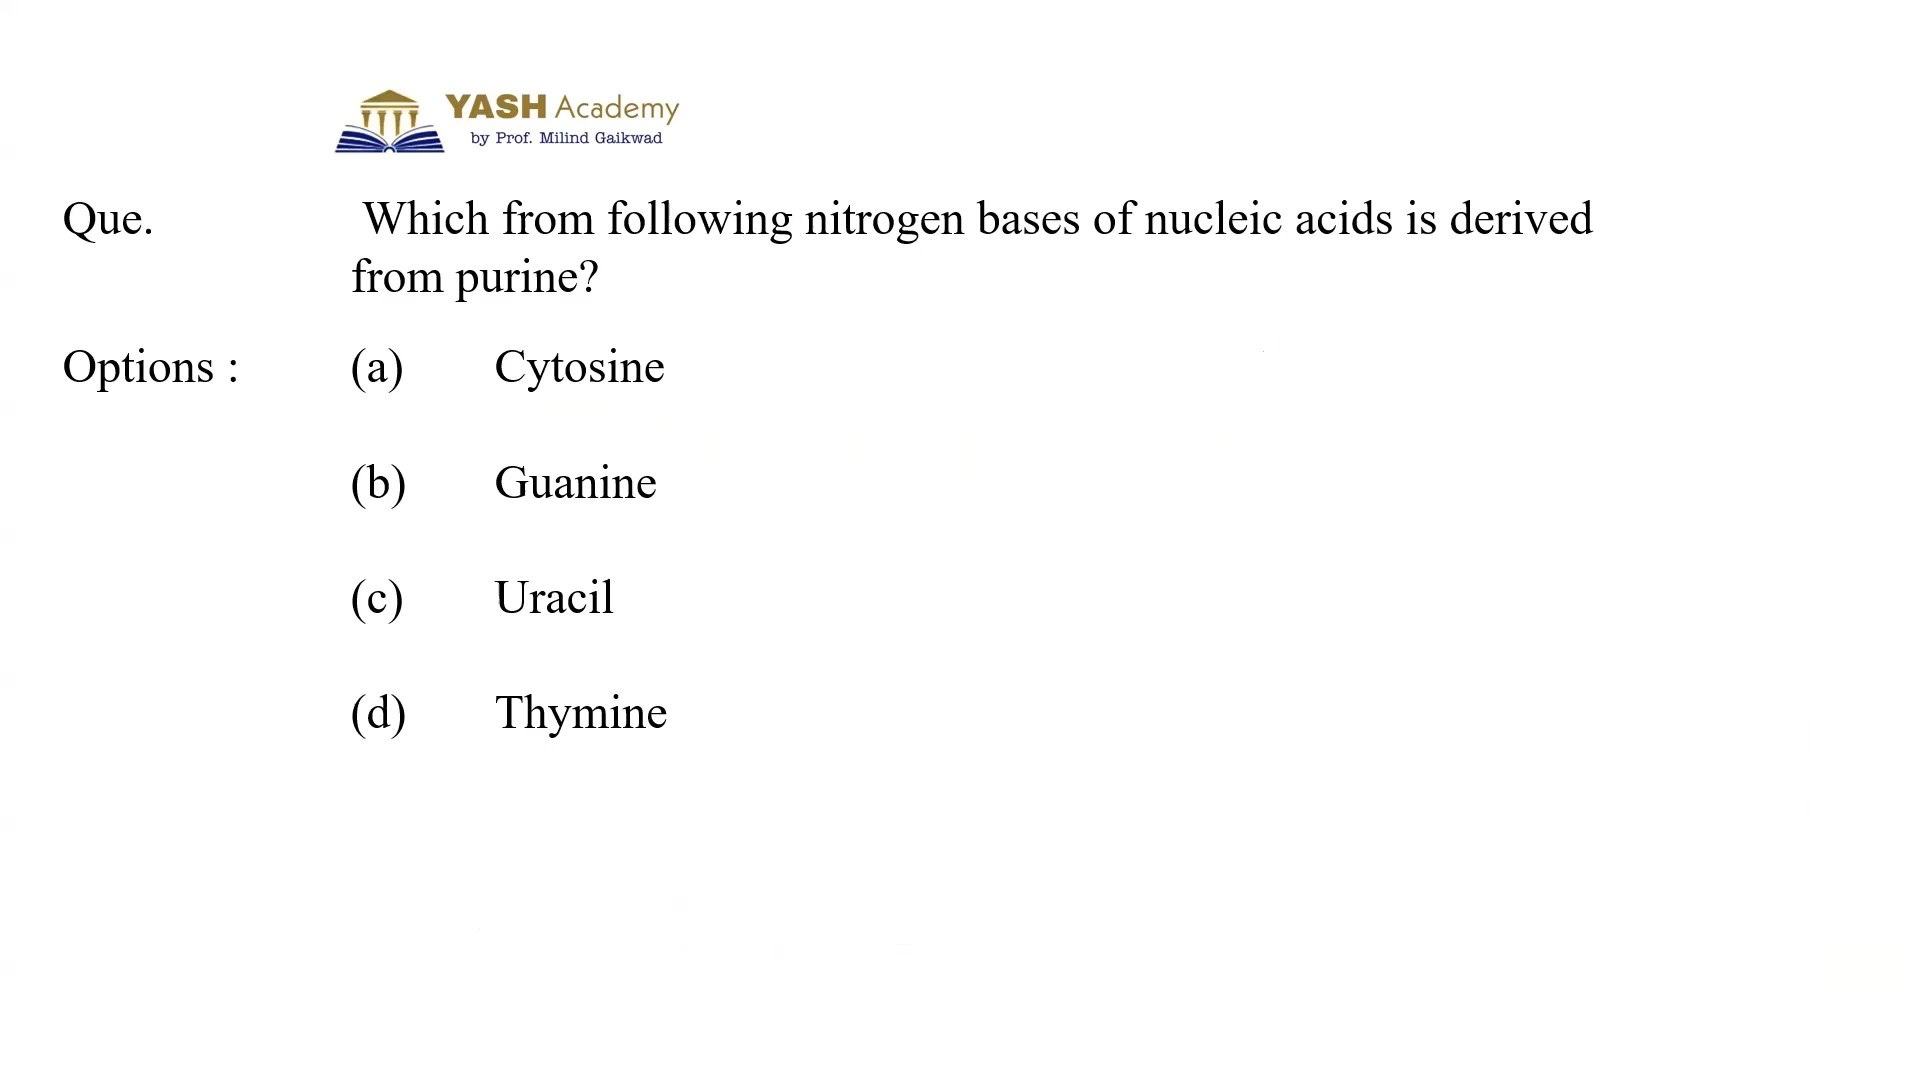 YASH Academy
by Prof. Milind Gaikwad
Que. Which from following nitrogen bases of nucleic acids is derived
from purine?
Options : (a) Cytosine
(b) Guanine
(c) Uracil
(d) Thymine